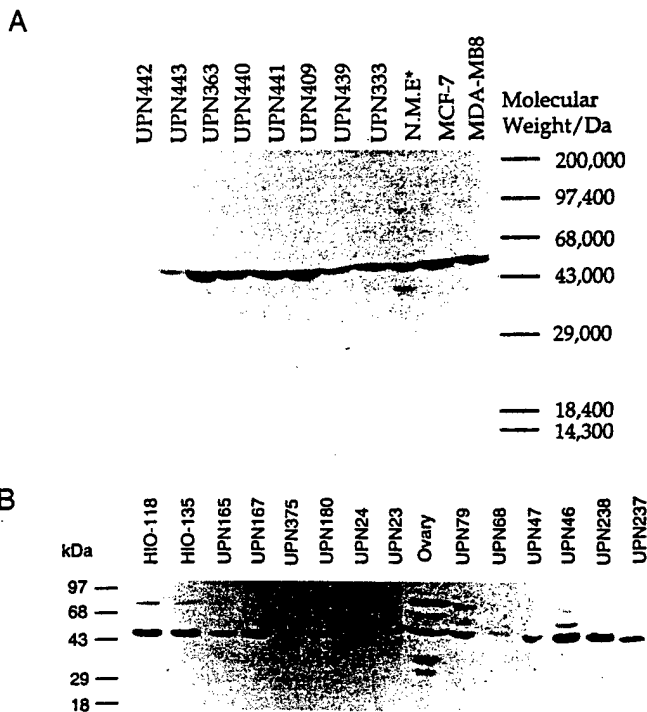 A
UPN442
UPN443
UPN363
UPN440
UPN441
UPN409
UPN439
UPN333
N.M.E*
MCF-7
MDA-MB8
Molecular
Weight/Da
200,000
97,400
68,000
43,000
29,000
18,400
14,300
B
kDa
HIO-118
HIO-135
UPN165
UPN167
UPN375
UPN180
UPN24
UPN23
Ovary
UPN79
UPN68
UPN47
UPN46
UPN238
UPN237
97
68
43
29
18